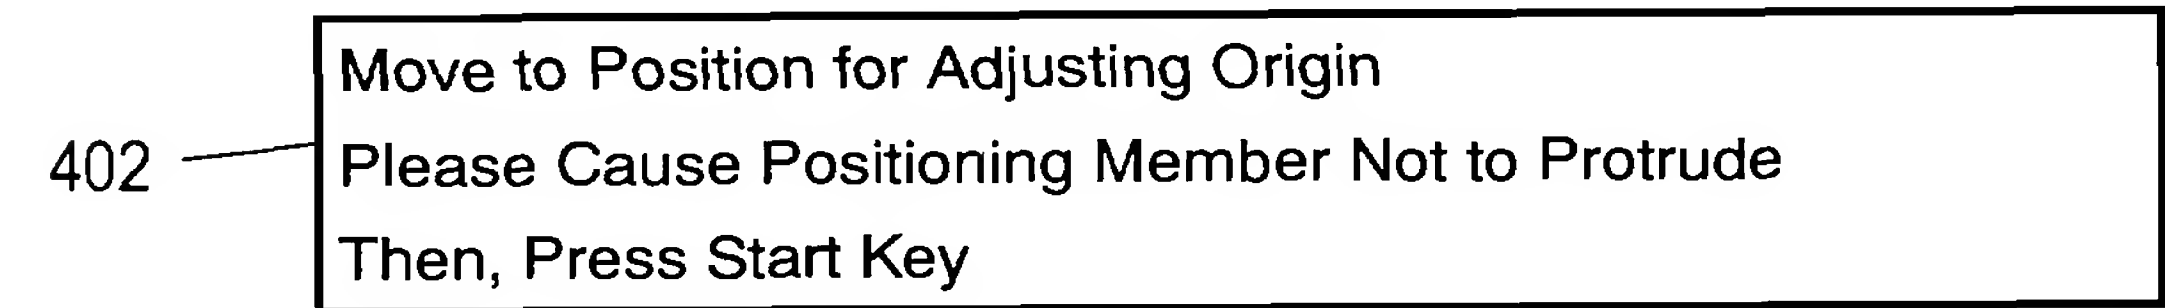 Move to Position for Adjusting Origin
402
Please Cause Positioning Member Not to Protrude
Then, Press Start Key